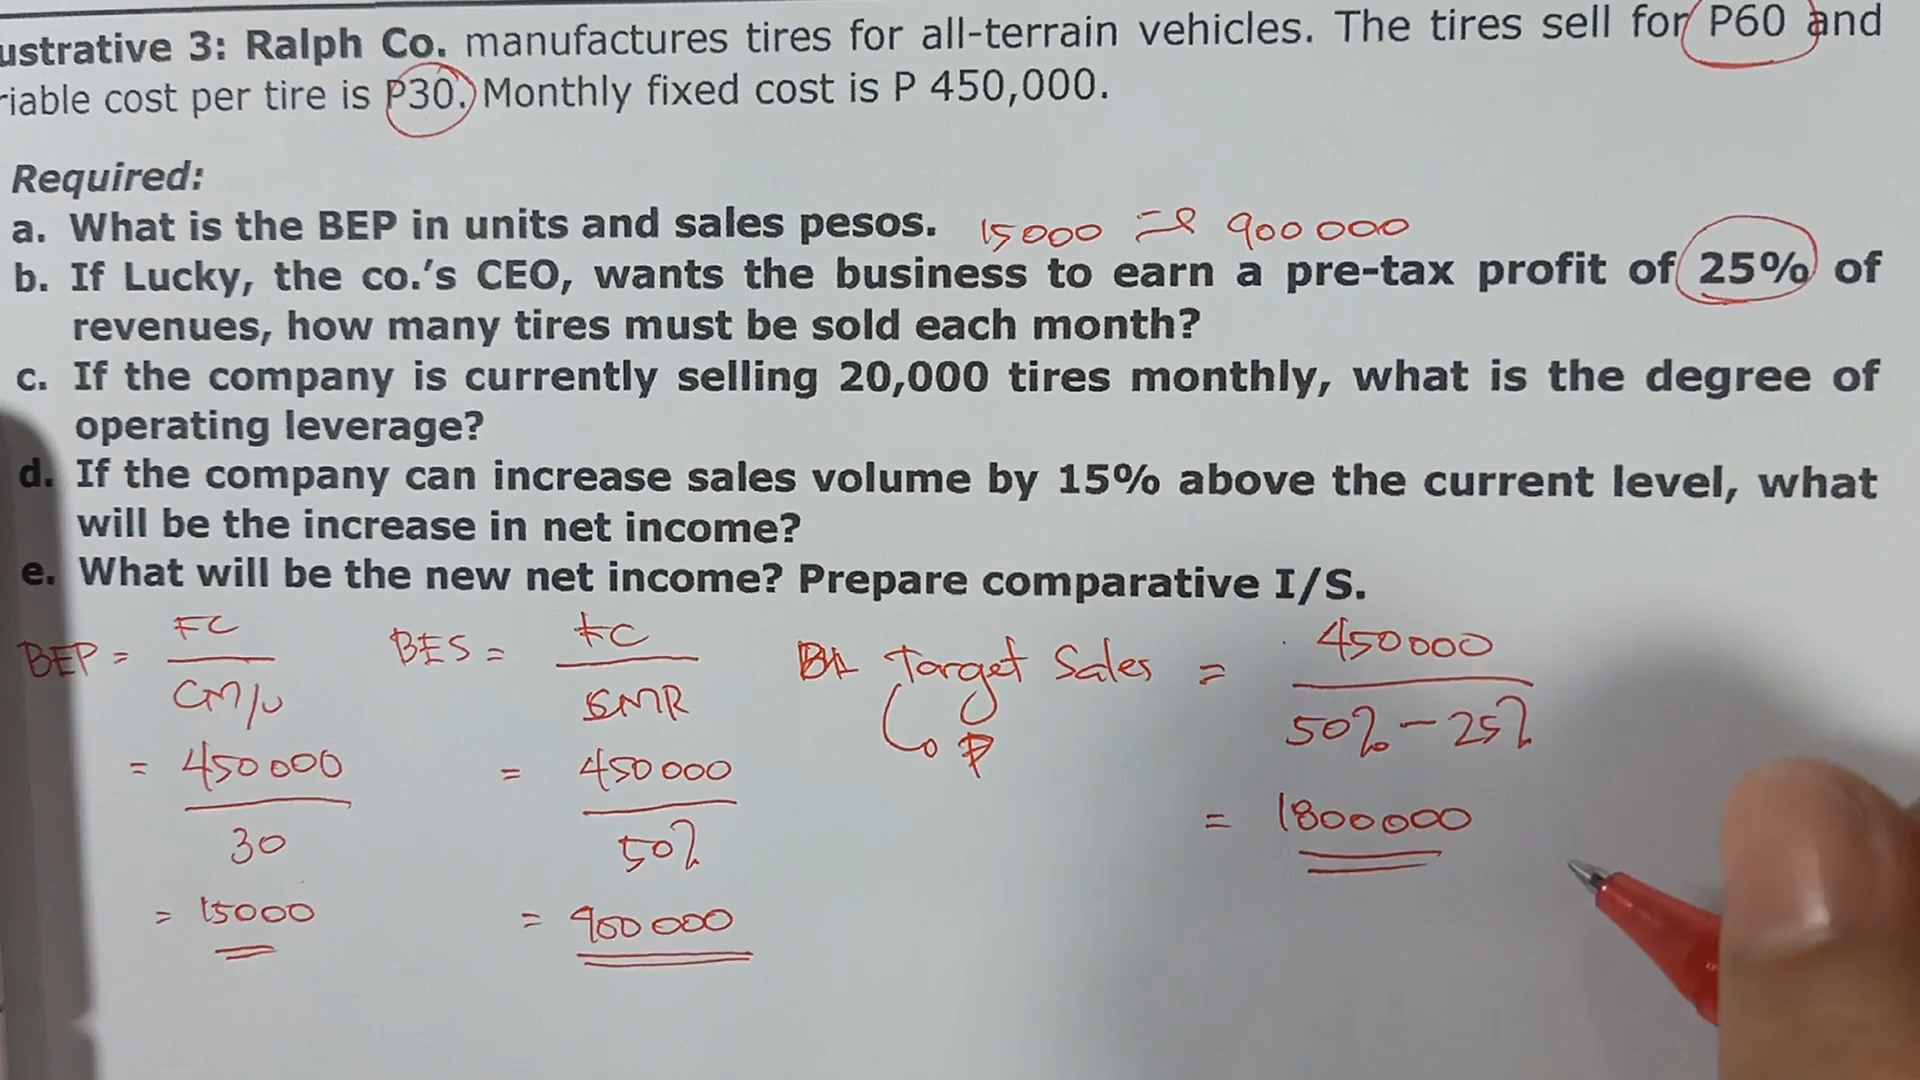 ustrative 3: Ralph Co. manufactures tires for all-terrain vehicles. The tires sell for P60 and
riable cost per tire is P30. Monthly fixed cost is P 450,000.
Required:
a. What is the BEP in units and sales pesos. 15000 900 000
b. If Lucky, the co.'s CEO, wants the business to earn a pre-tax profit of 25% of
revenues, how many tires must be sold each month?
c. If the company is currently selling 20,000 tires monthly, what is the degree of
operating leverage?
d. If the company can increase sales volume by 15% above the current level, what
will be the increase in net income?
e. What will be the new net income? Prepare comparative I/S.
BEP = FC
CM/U
= 450000
30
= 15000
BES = FC
CMR
= 450000
50%
= 900000
Target Sales = 450000
P
50% - 25%
= 1800000